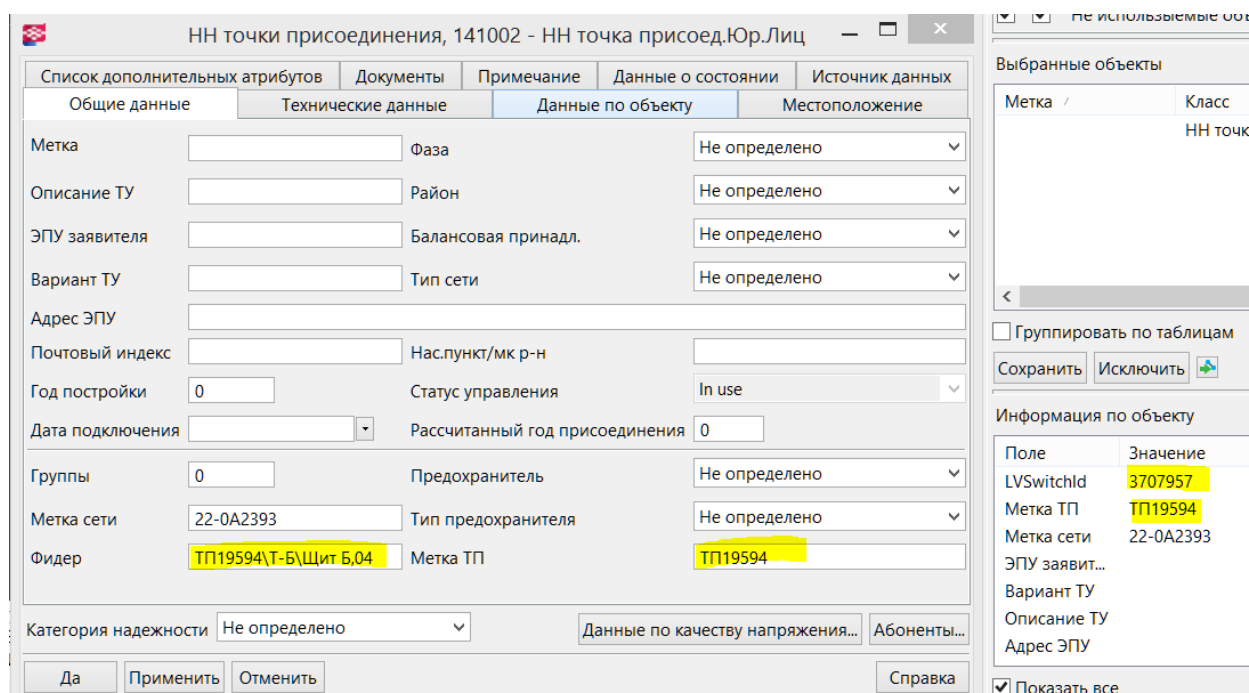 НН точки присоединения, 141002 - НН точка присоед.Юр.Лиц
Список дополнительных атрибутов Документы Примечание Данные о состоянии Источник данных
Общие данные Технические данные Данные по объекту Местоположение
Метка Фаза Не определено
Описание ТУ Район Не определено
ЭПУ заявителя Балансовая принадл. Не определено
Вариант ТУ Тип сети Не определено
Адрес ЭПУ
Почтовый индекс Нас.пункт/мк р-н
Год постройки 0 Статус управления In use
Дата подключения Рассчитанный год присоединения 0
Группы 0 Предохранитель Не определено
Метка сети 22-0A2393 Тип предохранителя Не определено
Фидер ТП19594\Т-Б\Щит Б,04 Метка ТП ТП19594
Категория надежности Не определено Данные по качеству напряжения... Абоненты...
Да Применить Отменить Справка
Не
Выбранные объекты
Метка Класс
НН точк
Группировать по таблицам
Сохранить Исключить
Информация по объекту
Поле Значение
LVSwitchId 3707957
Метка ТП ТП19594
Метка сети 22-0A2393
ЭПУ заявит...
Вариант ТУ
Описание ТУ
Адрес ЭПУ
Показать все